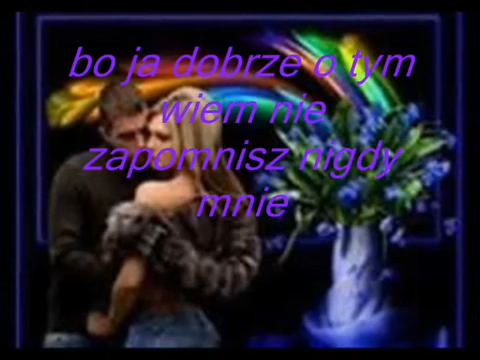 bo ja dobrze o tym
wiem nie
zapomnisz nigdy
mnie